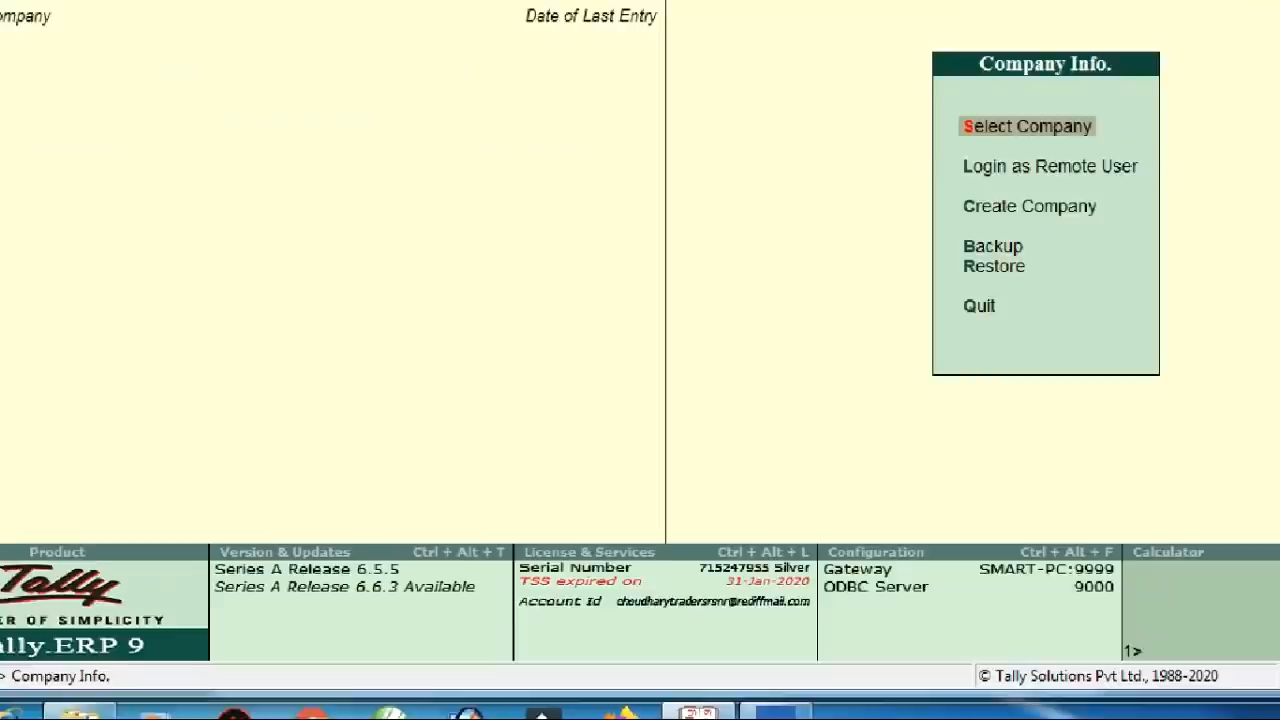 ompany Date of Last Entry
Company Info.
Select Company
Login as Remote User
Create Company
Backup
Restore
Quit
Product
Tally
ER OF SIMPLICITY
ally.ERP 9
Version & Updates Ctrl + Alt + T
Series A Release 6.5.5
Series A Release 6.6.3 Available
License & Services Ctrl + Alt + L
Serial Number 715247955 Silver
TSS expired on 31-Jan-2020
Account Id
Configuration Ctrl + Alt + F
Gateway SMART-PC:9999
ODBC Server 9000
Calculator
1>
> Company Info. © Tally Solutions Pvt Ltd., 1988-2020